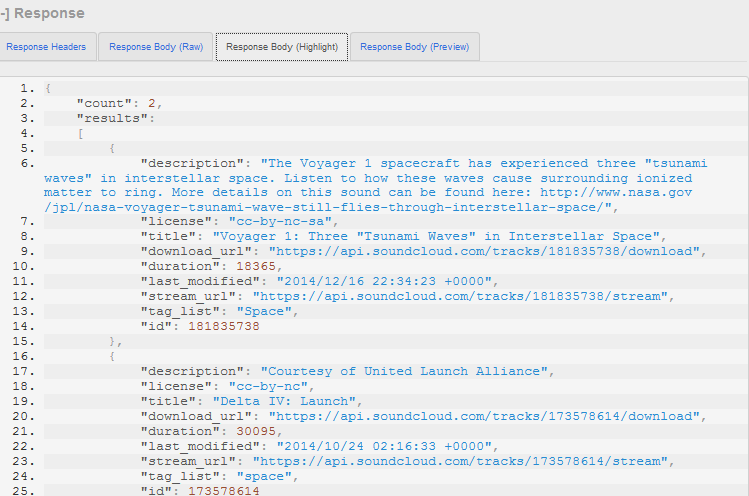 -] Response
Response Headers Response Body (Raw) Response Body (Highlight) Response Body (Preview)
1. {
2. "count": 2,
3. "results":
4. [
5. {
6. "description": "The Voyager 1 spacecraft has experienced three "tsunami
waves" in interstellar space. Listen to how these waves cause surrounding ionized
matter to ring. More details on this sound can be found here: http://www.nasa.gov
/jpl/nasa-voyager-tsunami-wave-still-flies-through-interstellar-space/",
7. "license": "cc-by-nc-sa",
8. "title": "Voyager 1: Three "Tsunami Waves" in Interstellar Space",
9. "download_url": "https://api.soundcloud.com/tracks/181835738/download",
10. "duration": 18365,
11. "last_modified": "2014/12/16 22:34:23 +0000",
12. "stream_url": "https://api.soundcloud.com/tracks/181835738/stream",
13. "tag_list": "Space",
14. "id": 181835738
15. },
16. {
17. "description": "Courtesy of United Launch Alliance",
18. "license": "cc-by-nc",
19. "title": "Delta IV: Launch",
20. "download_url": "https://api.soundcloud.com/tracks/173578614/download",
21. "duration": 30095,
22. "last_modified": "2014/10/24 02:16:33 +0000",
23. "stream_url": "https://api.soundcloud.com/tracks/173578614/stream",
24. "tag_list": "space",
25. "id": 173578614